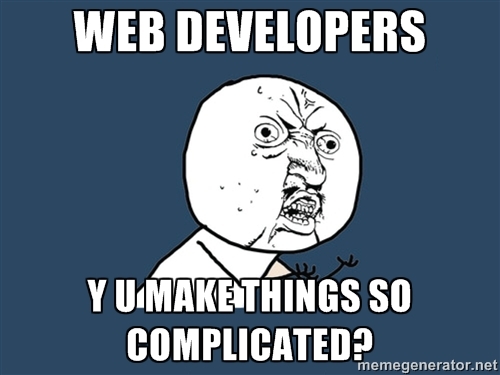 WEB DEVELOPERS
Y U MAKE THINGS SO
COMPLICATED?
memegenerator.net